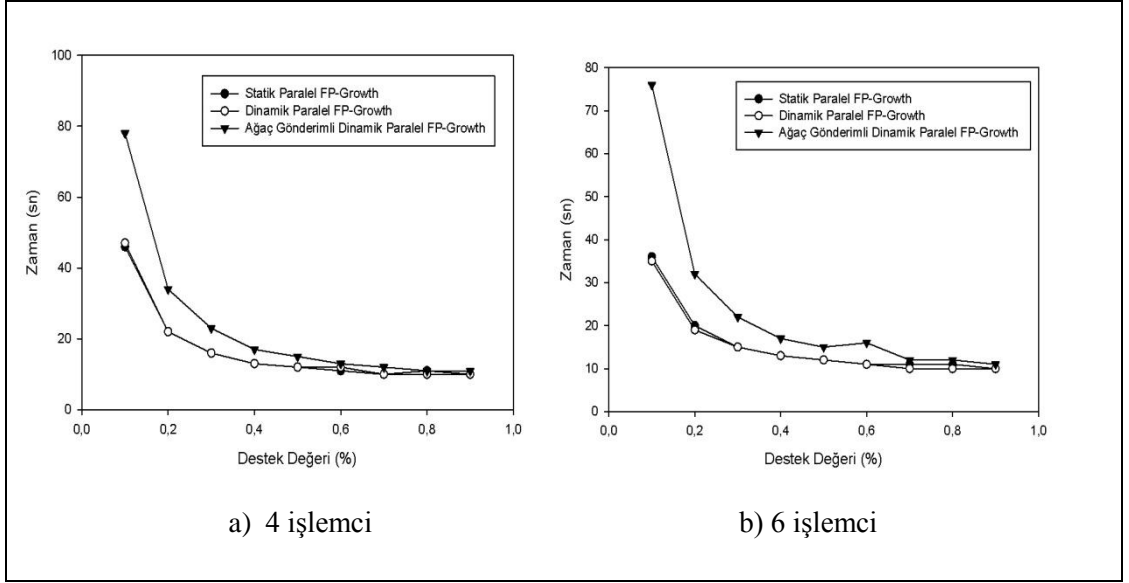 100
80
60
40
20
0
Zaman (sn)
Statik Paralel FP-Growth
Dinamik Paralel FP-Growth
Ağaç Gönderimli Dinamik Paralel FP-Growth
0,0 0,2 0,4 0,6 0,8 1,0
Destek Değeri (%)
a) 4 işlemci
80
70
60
50
40
30
20
10
0
Zaman (sn)
Statik Paralel FP-Growth
Dinamik Paralel FP-Growth
Ağaç Gönderimli Dinamik Paralel FP-Growth
0,0 0,2 0,4 0,6 0,8 1,0
Destek Değeri (%)
b) 6 işlemci